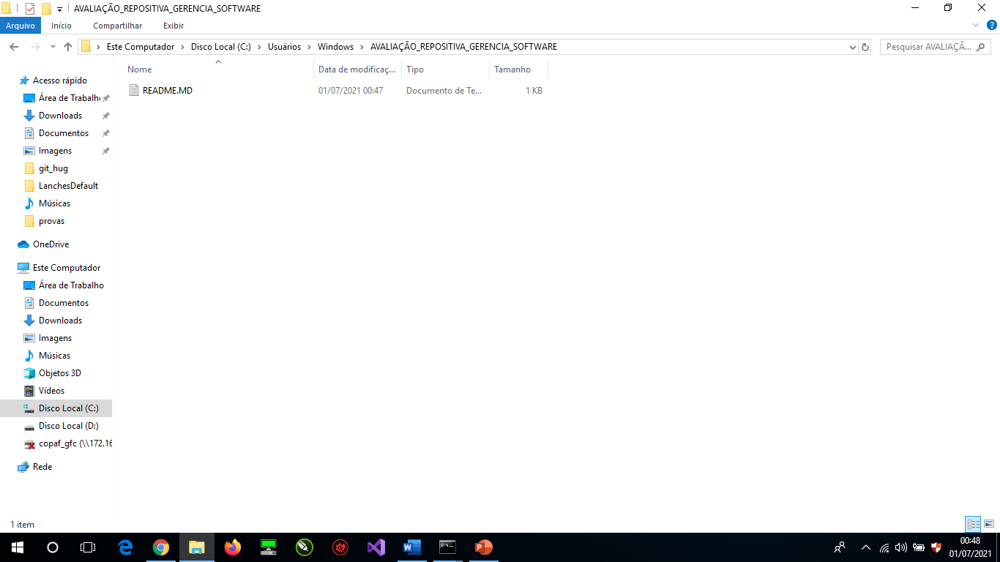 AVALIAÇÃO_REPOSITIVA_GERENCIA_SOFTWARE
Arquivo Início Compartilhar Exibir
Este Computador Disco Local (C:) Usuários Windows AVALIAÇÃO_REPOSITIVA_GERENCIA_SOFTWARE
Pesquisar AVALIAÇÃ...
Nome Data de modificaç... Tipo Tamanho
README.MD 01/07/2021 00:47 Documento de Te... 1 KB
Acesso rápido
Área de Trabalh
Downloads
Documentos
Imagens
git_hug
LanchesDefault
Músicas
provas
OneDrive
Este Computador
Área de Trabalho
Documentos
Downloads
Imagens
Músicas
Objetos 3D
Vídeos
Disco Local (C:)
Disco Local (D:)
copaf_gfc (\\172.16
Rede
1 item
00:48
01/07/2021